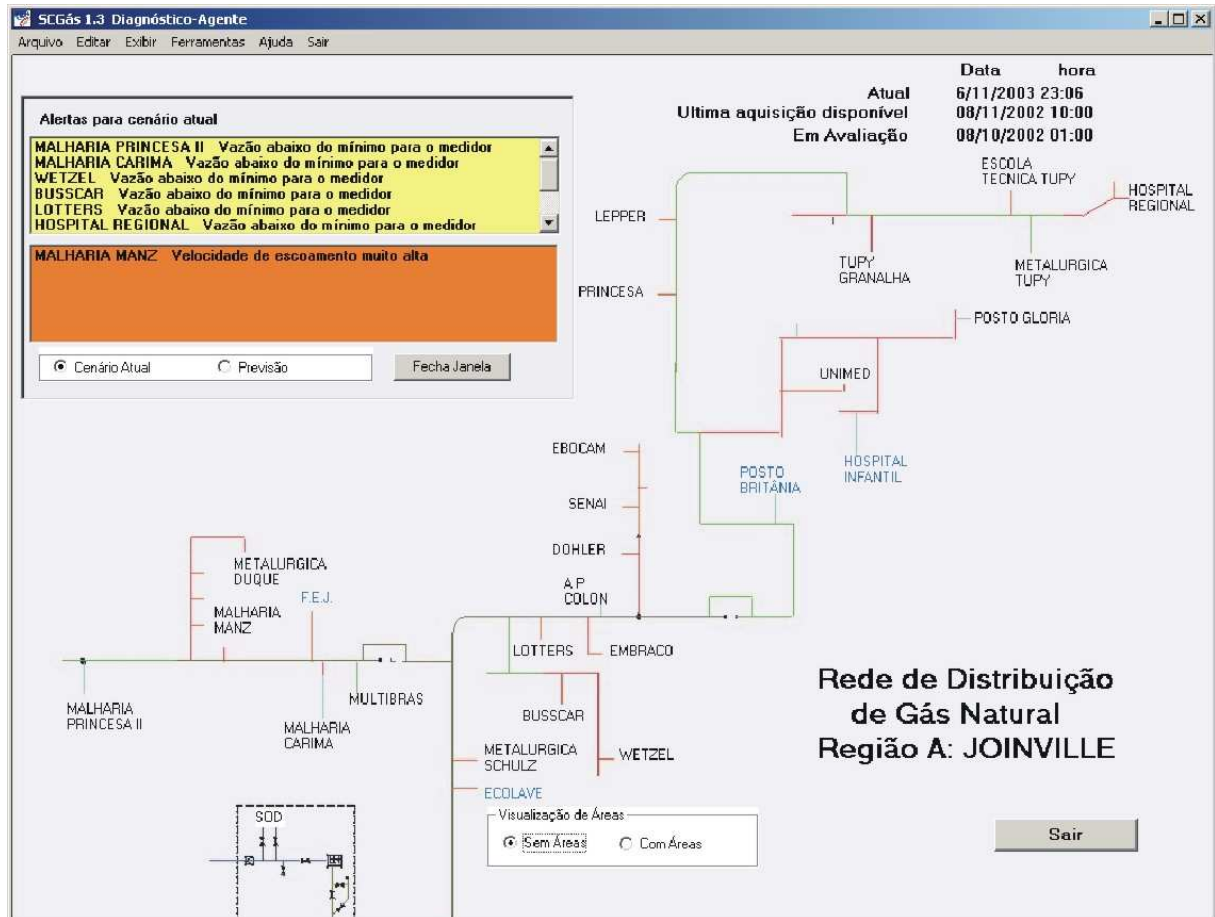 SCGás 1.3 Diagnóstico-Agente
Arquivo Editar Exibir Ferramentas Ajuda Sair
Data hora
Atual 6/11/2003 23:06
Ultima aquisição disponível 08/11/2002 10:00
Em Avaliação 08/10/2002 01:00
Alertas para cenário atual
MALHARIA PRINCESA II Vazão abaixo do mínimo para o medidor
MALHARIA CARIMA Vazão abaixo do mínimo para o medidor
WETZEL Vazão abaixo do mínimo para o medidor
BUSSCAR Vazão abaixo do mínimo para o medidor
LOTTERS Vazão abaixo do mínimo para o medidor
HOSPITAL REGIONAL Vazão abaixo do mínimo para o medidor
MALHARIA MANZ Velocidade de escoamento muito alta
Cenário Atual Previsão Fecha Janela
ESCOLA
TECNICA TUPY
HOSPITAL
REGIONAL
LEPPER
TUPY
GRANALHA
METALURGICA
TUPY
PRINCESA
POSTO GLORIA
UNIMED
EBOCAM
POSTO
BRITÂNIA
HOSPITAL
INFANTIL
SENAI
DOHLER
METALURGICA
DUQUE
A.P.
COLON
F.E.J.
MALHARIA
MANZ
LOTTERS
EMBRACO
MALHARIA
PRINCESA II
MULTIBRAS
MALHARIA
CARIMA
BUSSCAR
METALURGICA
SCHULZ
WETZEL
ECOLAVE
Rede de Distribuição
de Gás Natural
Região A: JOINVILLE
SOD
Visualização de Áreas
Sem Áreas Com Áreas
Sair